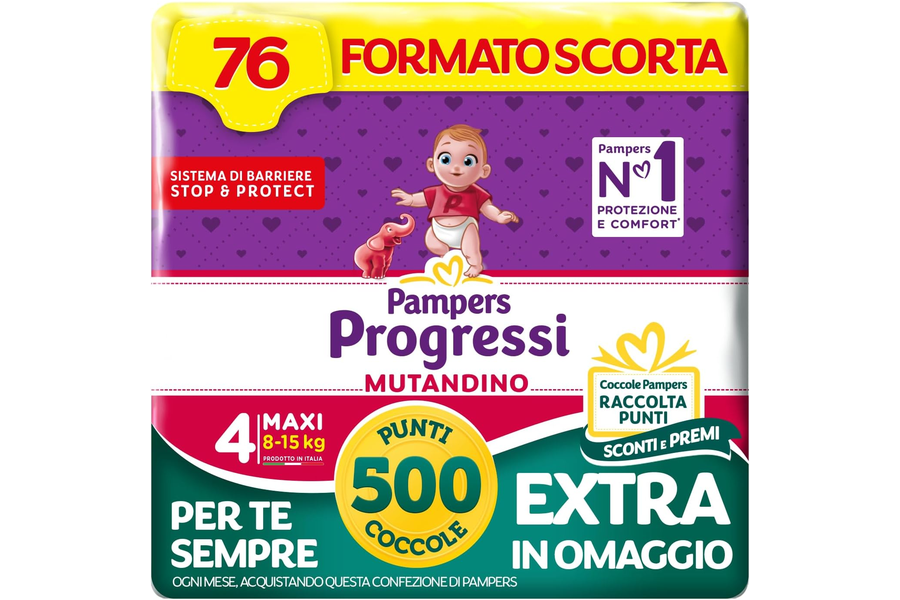 76
FORMATO SCORTA
SISTEMA DI BARRIERE
STOP & PROTECT
Pampers
N°1
PROTEZIONE
E COMFORT*
Pampers
Progressi
MUTANDINO
Coccole Pampers
RACCOLTA
PUNTI
SCONTI E PREMI
4 MAXI
8-15 kg
PRODOTTO IN ITALIA
PUNTI
500
COCCOLE
PER TE
SEMPRE
EXTRA
IN OMAGGIO
OGNI MESE, ACQUISTANDO QUESTA CONFEZIONE DI PAMPERS